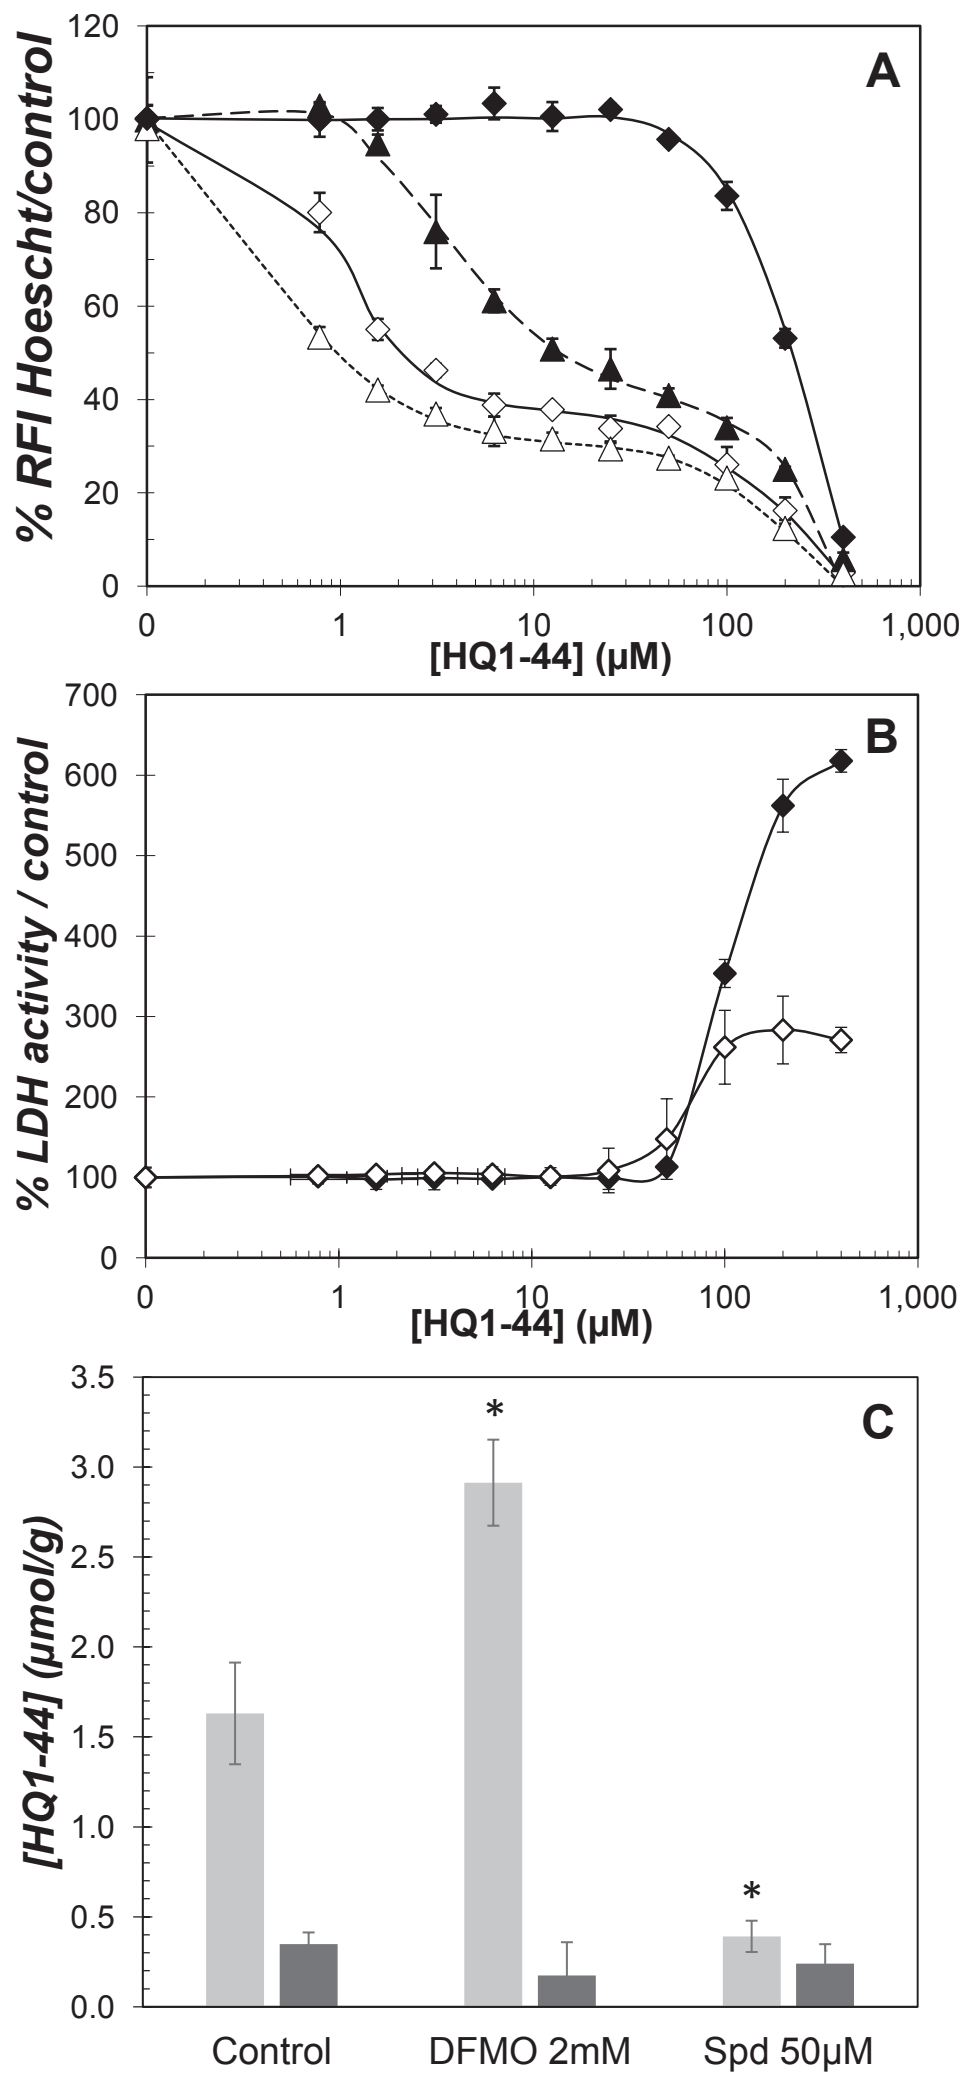 % RFI Hoescht/control
120
100
80
60
40
20
0
A
0 1 10 100 1,000
[HQ1-44] (µM)
% LDH activity / control
700
600
500
400
300
200
100
0
B
0 1 10 100 1,000
[HQ1-44] (µM)
[HQ1-44] (µmol/g)
3.5
3.0
2.5
2.0
1.5
1.0
0.5
0.0
C
*
*
Control DFMO 2mM Spd 50µM